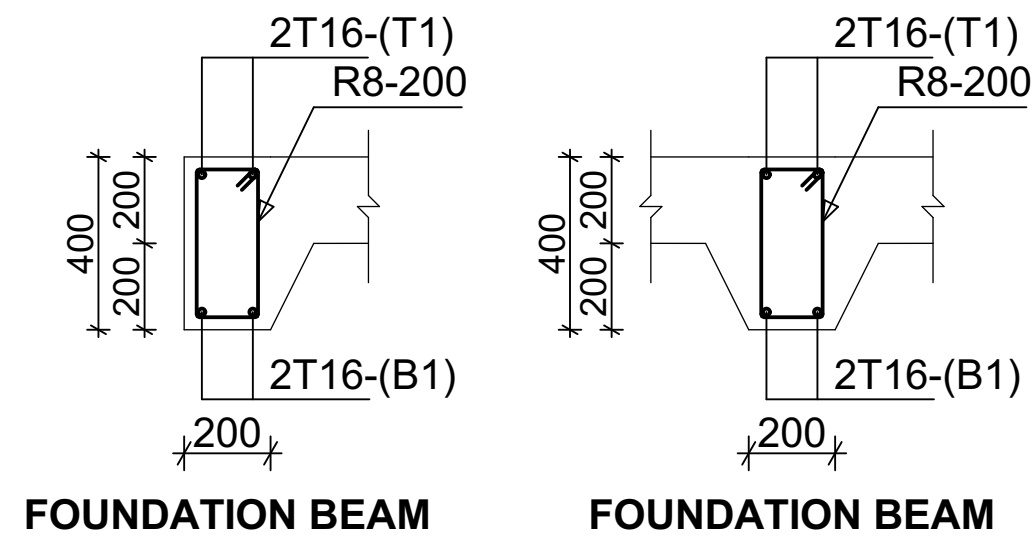 2T16-(T1)
R8-200
400
200
200
2T16-(B1)
200
FOUNDATION BEAM
2T16-(T1)
R8-200
400
200
200
2T16-(B1)
200
FOUNDATION BEAM